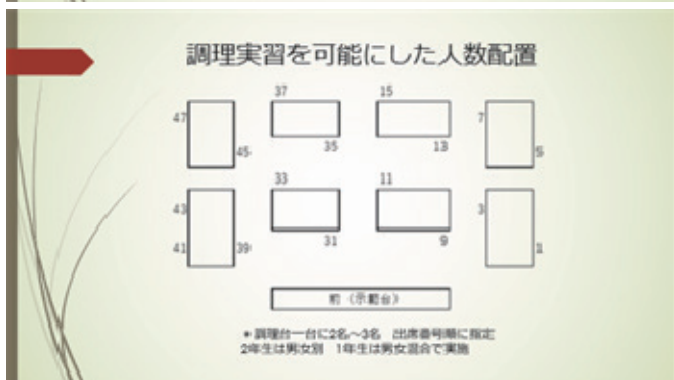 調理実習を可能にした人数配置
37 15
47 7
45 35 13 5
33 11
43 3
41 39 31 9 1
前（示範台）
*調理台一台に2名～3名 出席番号順に指定
2年生は男女別 1年生は男女混合で実施